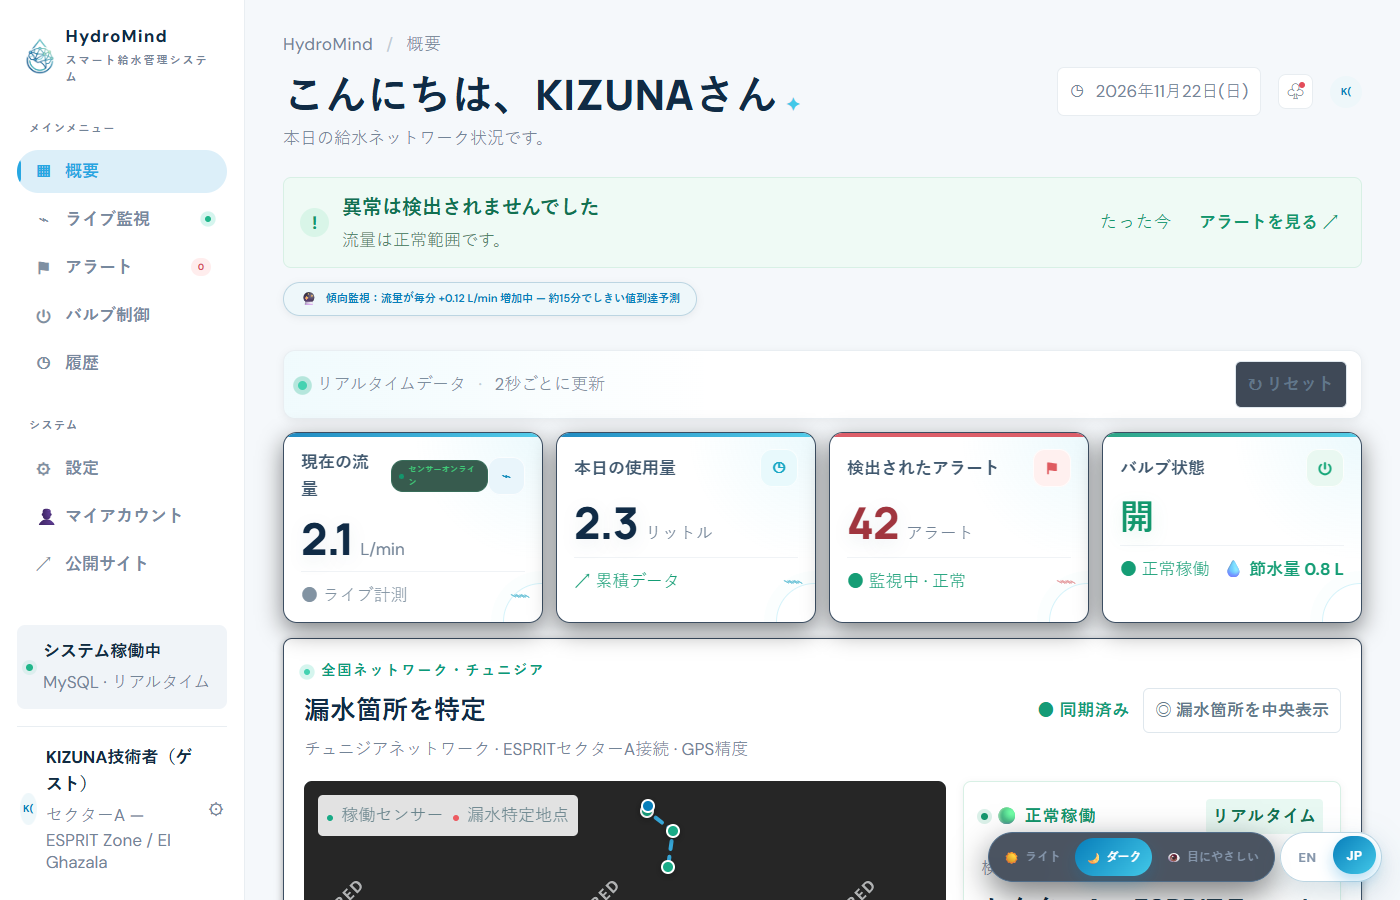 HydroMind
スマート給水管理システ
ム
メインメニュー
概要
ライブ監視
アラート
0
バルブ制御
履歴
システム
設定
マイアカウント
公開サイト
システム稼働中
MySQL · リアルタイム
KIZUNA技術者（ゲ
スト）
K(
セクターA —
ESPRIT Zone / El
Ghazala
HydroMind / 概要
こんにちは、KIZUNAさん
本日の給水ネットワーク状況です。
2026年11月22日(日)
K(
異常は検出されませんでした
流量は正常範囲です。
たった今
アラートを見る ↗
傾向監視：流量が毎分 +0.12 L/min 増加中 — 約15分でしきい値到達予測
リアルタイムデータ · 2秒ごとに更新
↻ リセット
現在の流
量
センサーオンライ
ン
2.1 L/min
ライブ計測
本日の使用量
2.3 リットル
↗ 累積データ
検出されたアラート
42 アラート
監視中 · 正常
バルブ状態
開
正常稼働
節水量 0.8 L
全国ネットワーク・チュニジア
漏水箇所を特定
チュニジアネットワーク · ESPRITセクターA接続 · GPS精度
同期済み
◎ 漏水箇所を中央表示
稼働センサー
漏水特定地点
正常稼働
リアルタイム
ライト
ダーク
目にやさしい
EN
JP